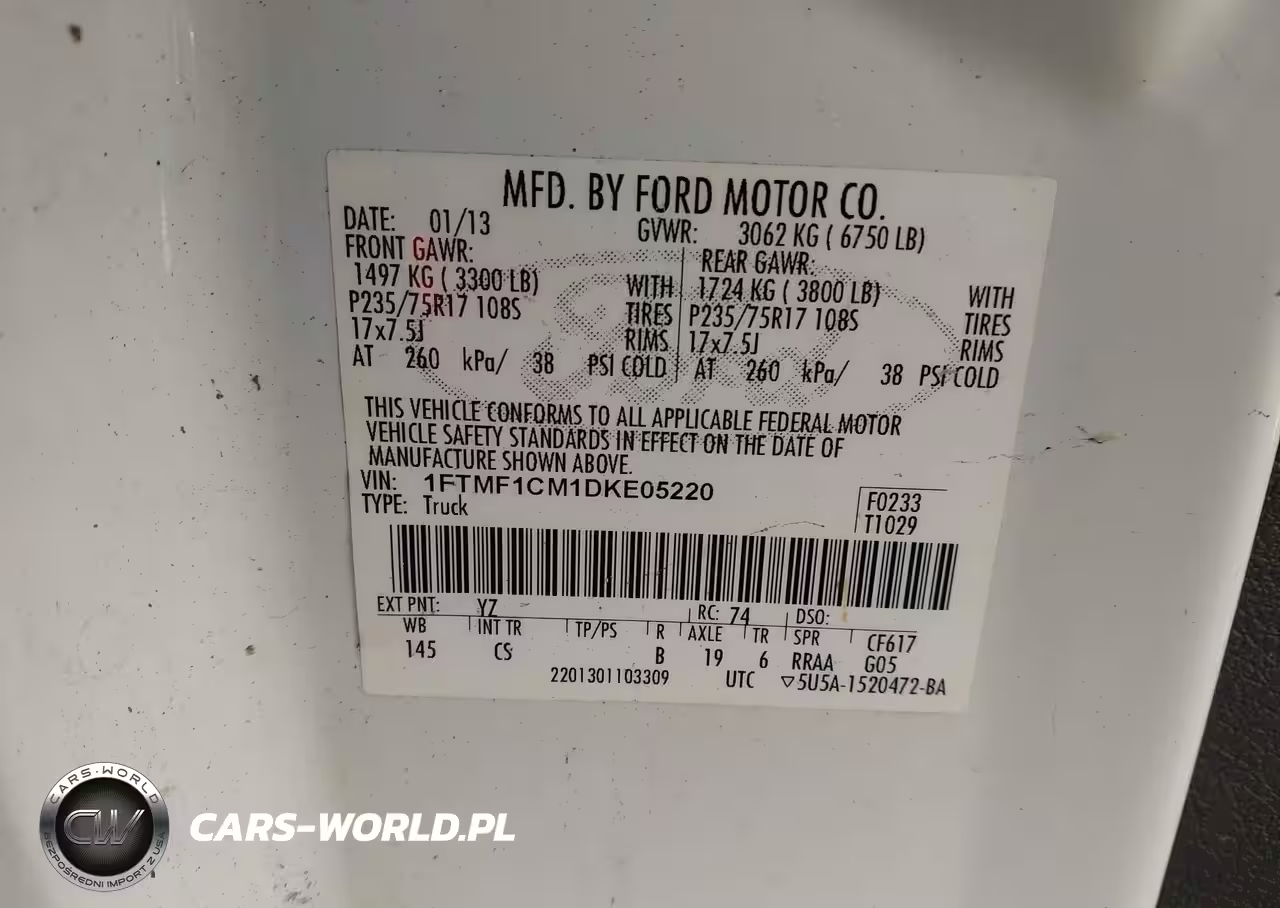 MFD. BY FORD MOTOR CO.
DATE: 01/13 GVWR: 3062 KG ( 6750 LB)
FRONT GAWR: REAR GAWR:
1497 KG ( 3300 LB) WITH 1724 KG ( 3800 LB) WITH
P235/75R17 108S TIRES P235/75R17 108S TIRES
17x7.5J RIMS 17x7.5J RIMS
AT 260 kPa/ 38 PSI COLD AT 260 kPa/ 38 PSI COLD
THIS VEHICLE CONFORMS TO ALL APPLICABLE FEDERAL MOTOR
VEHICLE SAFETY STANDARDS IN EFFECT ON THE DATE OF
MANUFACTURE SHOWN ABOVE.
VIN: 1FTMF1CM1DKE05220
TYPE: Truck
F0233
T1029
EXT PNT: YZ RC: 74 DSO:
WB INT TR TP/PS R AXLE TR SPR CF617
145 CS B 19 6 RRAA G05
2201301103309 UTC ▽5U5A-1520472-BA
CARS-WORLD
CW
BEZPOŚREDNI IMPORT Z USA
CARS-WORLD.PL